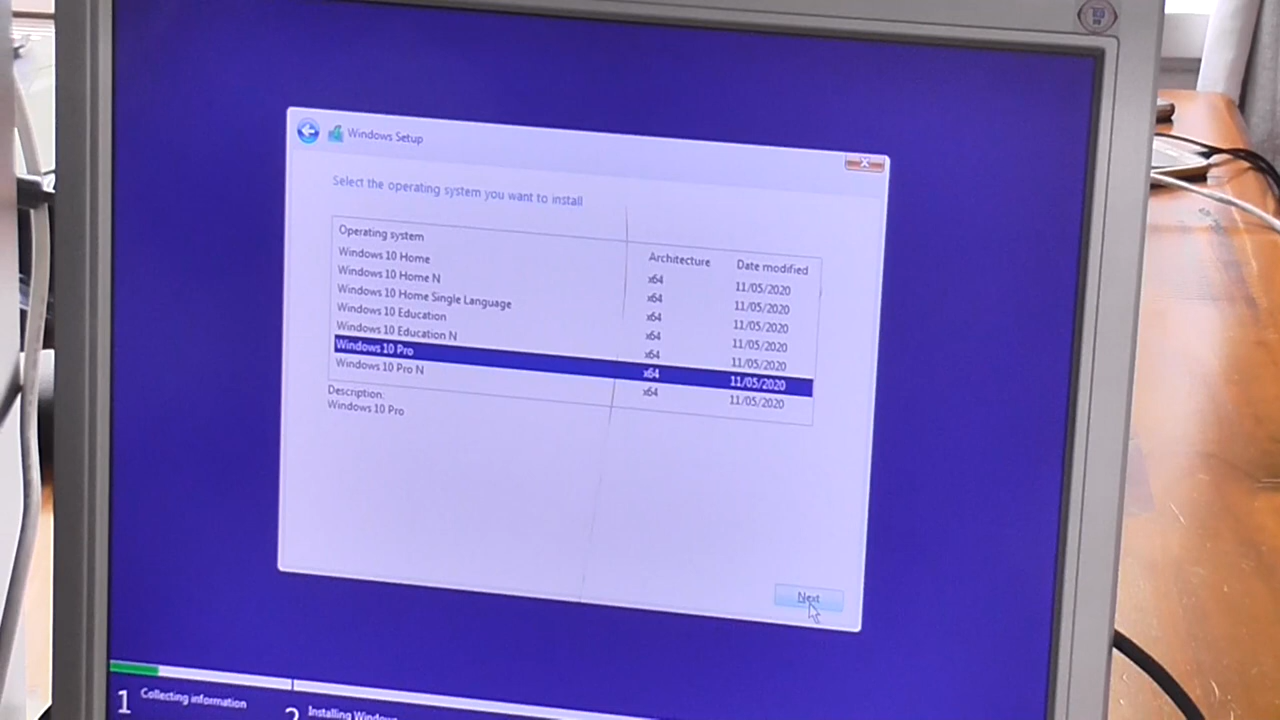 Windows Setup
Select the operating system you want to install
Operating system Architecture Date modified
Windows 10 Home x64 11/05/2020
Windows 10 Home N x64 11/05/2020
Windows 10 Home Single Language x64 11/05/2020
Windows 10 Education x64 11/05/2020
Windows 10 Education N x64 11/05/2020
Windows 10 Pro x64 11/05/2020
Windows 10 Pro N x64 11/05/2020
Description:
Windows 10 Pro
Next
1 Collecting information
2 Installing Windows